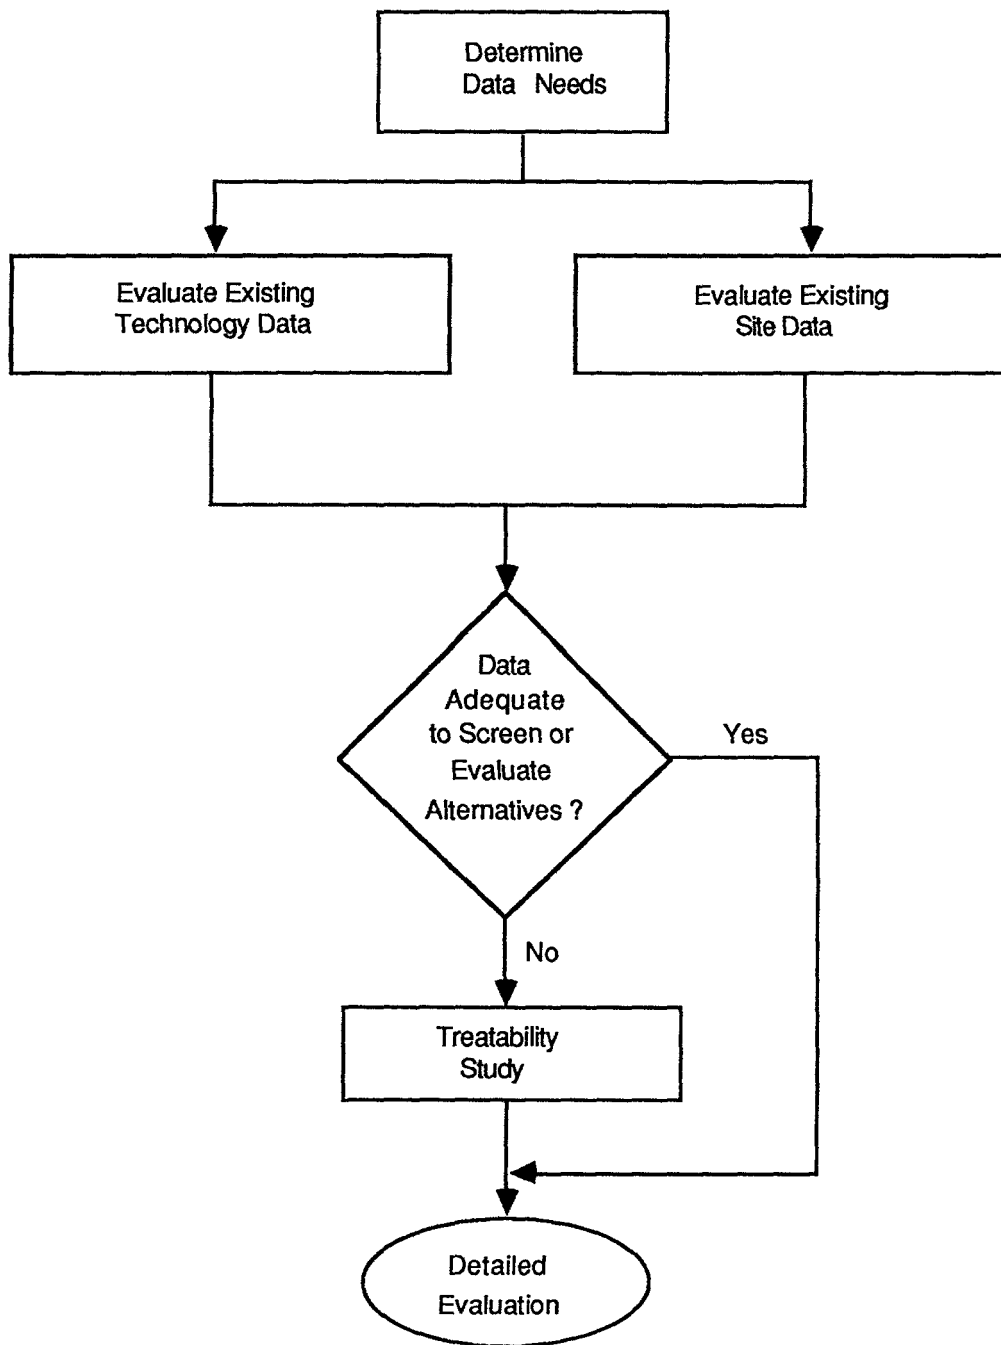 Determine
Data Needs
Evaluate Existing
Technology Data
Evaluate Existing
Site Data
Data
Adequate
to Screen or
Evaluate
Alternatives ?
Yes
No
Treatability
Study
Detailed
Evaluation